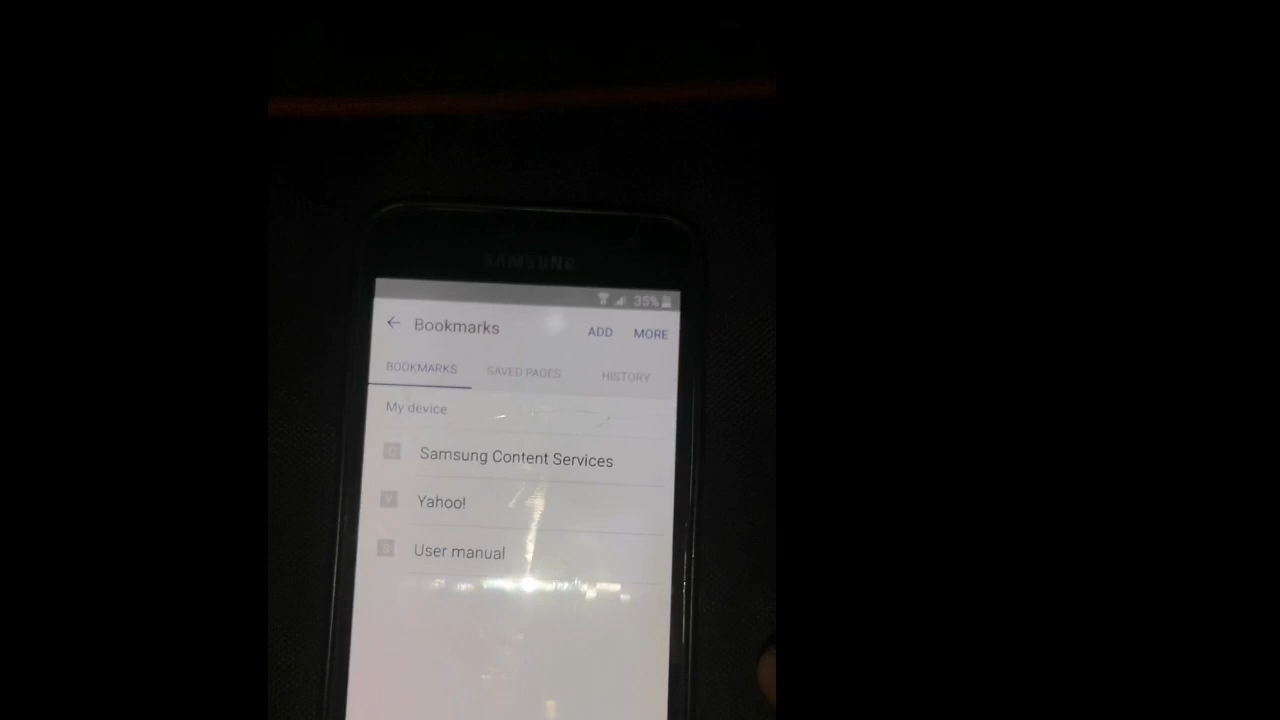 SAMSUNG
35%
Bookmarks ADD MORE
BOOKMARKS SAVED PAGES HISTORY
My device
Samsung Content Services
Yahoo!
User manual